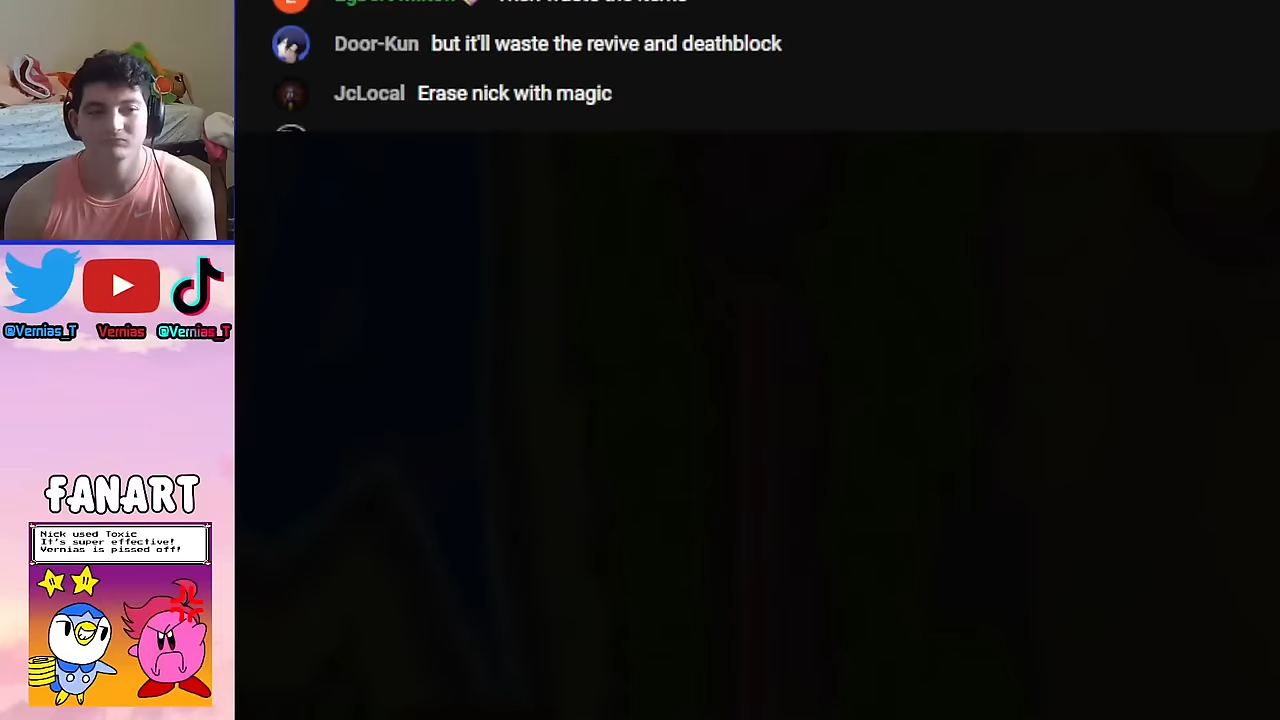 Door-Kun but it'll waste the revive and deathblock
JcLocal Erase nick with magic
@Vernias_T Vernias @Vernias_T
FANART
Nick used Toxic
It's super effective!
Vernias is pissed off!